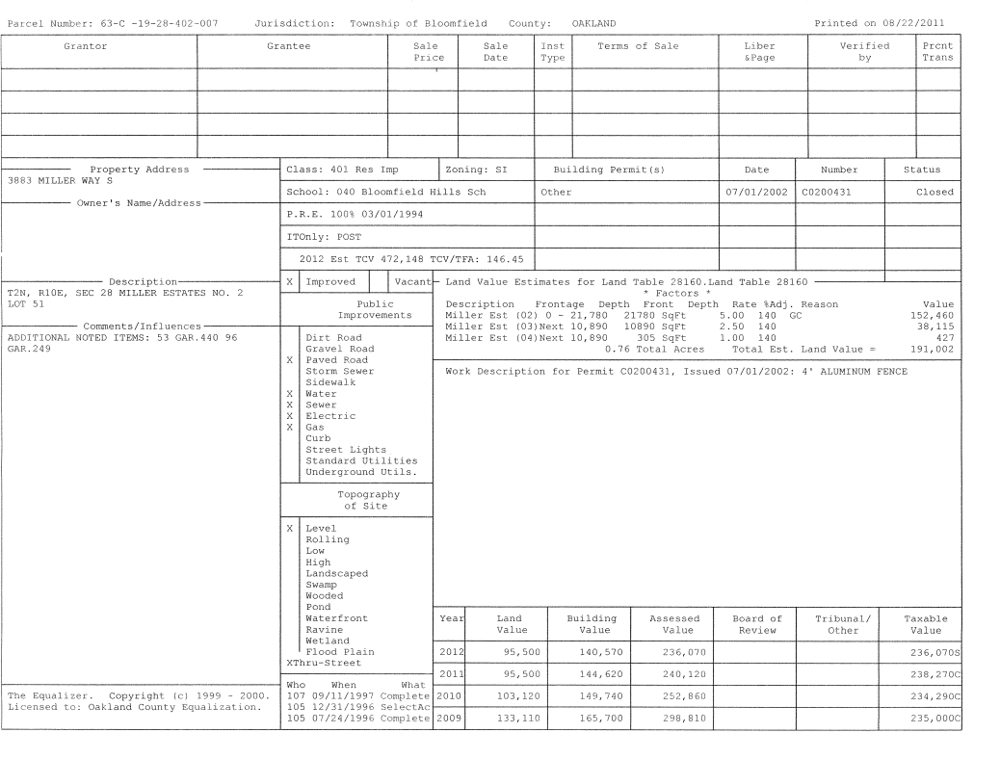 Parcel Number: 63-C -19-28-402-007 Jurisdiction: Township of Bloomfield County: OAKLAND Printed on 08/22/2011
Grantor Grantee Sale Price Sale Date Inst Type Terms of Sale Liber &Page Verified by Prcnt Trans
Property Address
3883 MILLER WAY S
Class: 401 Res Imp Zoning: SI Building Permit(s) Date Number Status
School: 040 Bloomfield Hills Sch Other 07/01/2002 C0200431 Closed
Owner's Name/Address
P.R.E. 100% 03/01/1994
ITOnly: POST
2012 Est TCV 472,148 TCV/TFA: 146.45
Description
T2N, R10E, SEC 28 MILLER ESTATES NO. 2
LOT 51
Comments/Influences
ADDITIONAL NOTED ITEMS: 53 GAR.440 96
GAR.249
The Equalizer. Copyright (c) 1999 - 2000.
Licensed to: Oakland County Equalization.
X Improved Vacant
Public
Improvements
Dirt Road
Gravel Road
X Paved Road
Storm Sewer
Sidewalk
X Water
X Sewer
X Electric
X Gas
Curb
Street Lights
Standard Utilities
Underground Utils.
Topography
of Site
X Level
Rolling
Low
High
Landscaped
Swamp
Wooded
Pond
Waterfront
Ravine
Wetland
Flood Plain
XThru-Street
Who When What
107 09/11/1997 Complete
105 12/31/1996 SelectAc
105 07/24/1996 Complete
Land Value Estimates for Land Table 28160.Land Table 28160
* Factors *
Description Frontage Depth Front Depth Rate %Adj. Reason Value
Miller Est (02) 0 - 21,780 21780 SqFt 5.00 140 GC 152,460
Miller Est (03)Next 10,890 10890 SqFt 2.50 140 38,115
Miller Est (04)Next 10,890 305 SqFt 1.00 140 427
0.76 Total Acres Total Est. Land Value = 191,002
Work Description for Permit C0200431, Issued 07/01/2002: 4' ALUMINUM FENCE
Year Land Value Building Value Assessed Value Board of Review Tribunal/ Other Taxable Value
2012 95,500 140,570 236,070 236,070S
2011 95,500 144,620 240,120 238,270C
2010 103,120 149,740 252,860 234,290C
2009 133,110 165,700 298,810 235,000C